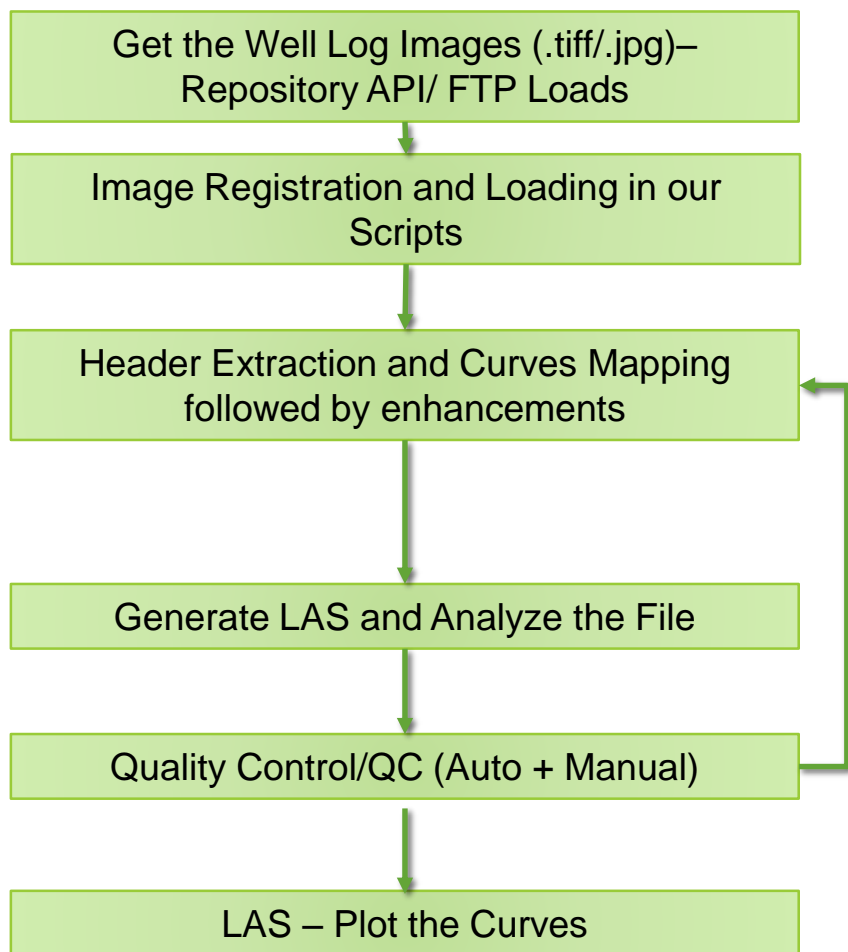 Get the Well Log Images (.tiff/.jpg)–
Repository API/ FTP Loads
Image Registration and Loading in our
Scripts
Header Extraction and Curves Mapping
followed by enhancements
Generate LAS and Analyze the File
Quality Control/QC (Auto + Manual)
LAS – Plot the Curves